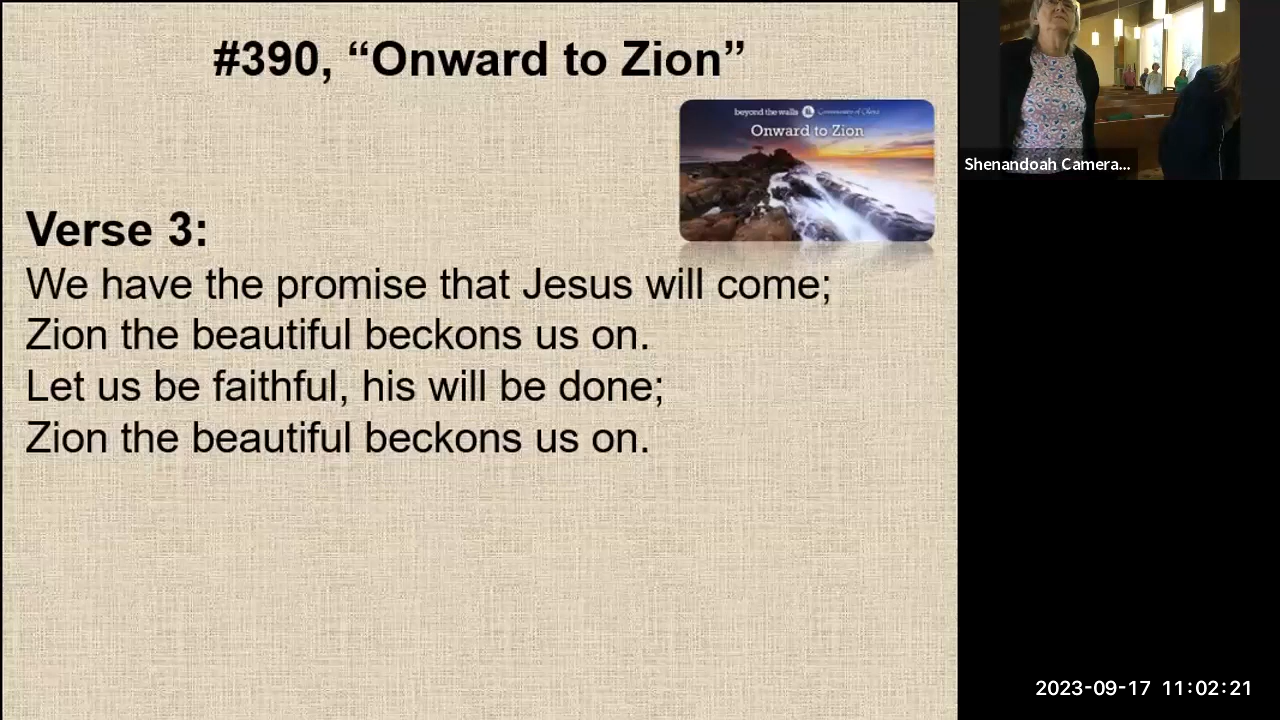 #390, “Onward to Zion”
beyond the walls Community of Christ
Onward to Zion
Verse 3:
We have the promise that Jesus will come;
Zion the beautiful beckons us on.
Let us be faithful, his will be done;
Zion the beautiful beckons us on.
Shenandoah Camera...
2023-09-17 11:02:21